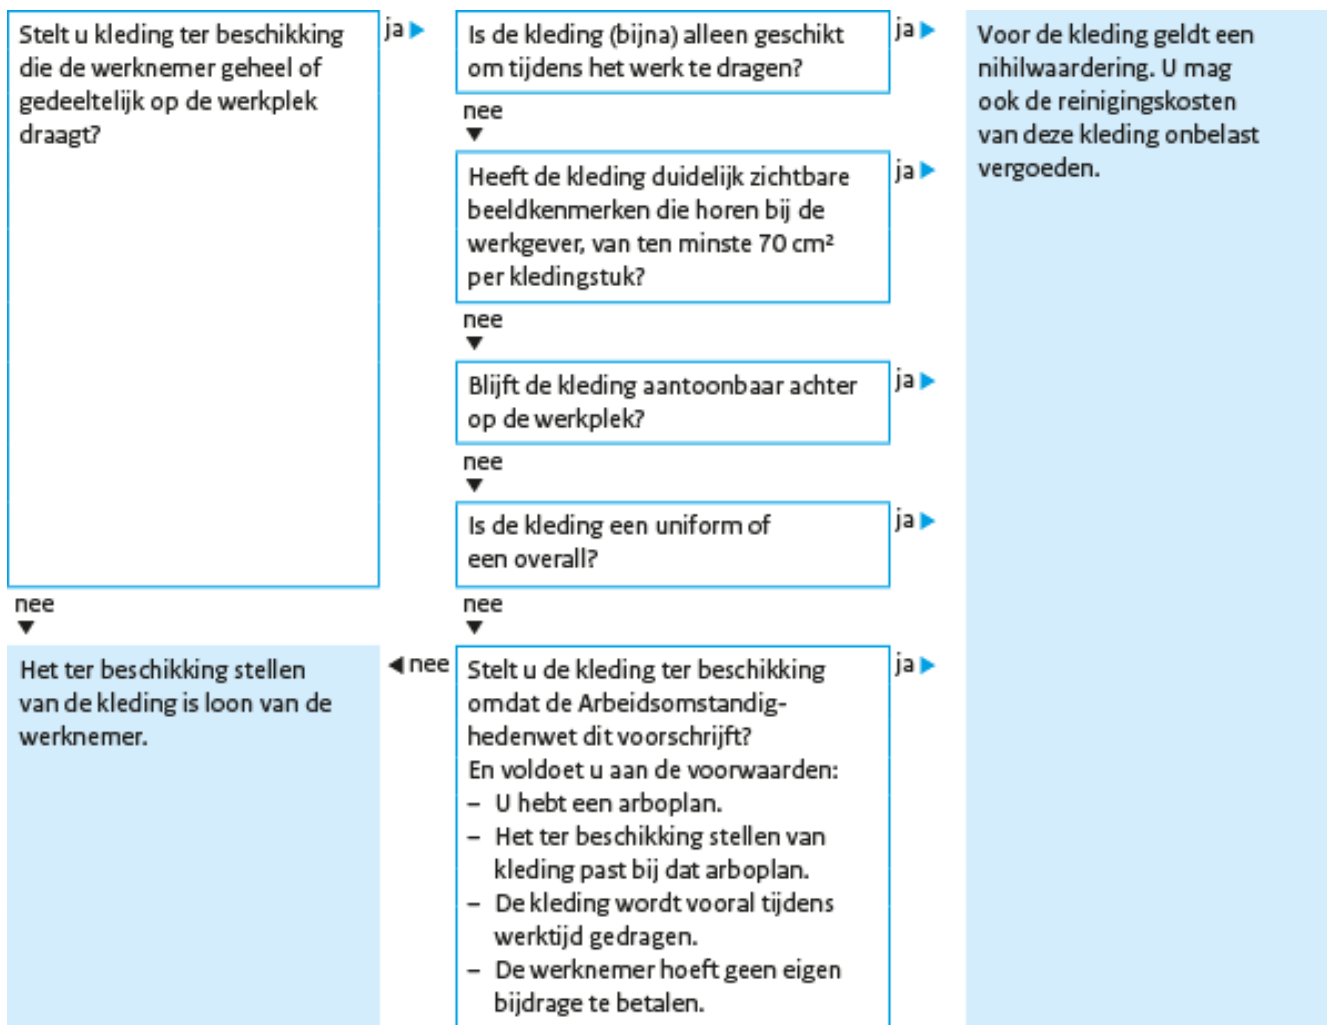 Stelt u kleding ter beschikking
die de werknemer geheel of
gedeeltelijk op de werkplek
draagt?
ja
Is de kleding (bijna) alleen geschikt
om tijdens het werk te dragen?
ja
Voor de kleding geldt een
nihilwaardering. U mag
ook de reinigingskosten
van deze kleding onbelast
vergoeden.
nee
Heeft de kleding duidelijk zichtbare
beeldkenmerken die horen bij de
werkgever, van ten minste 70 cm²
per kledingstuk?
ja
nee
Blijft de kleding aantoonbaar achter
op de werkplek?
ja
nee
Is de kleding een uniform of
een overall?
ja
nee
nee
Het ter beschikking stellen
van de kleding is loon van de
werknemer.
nee
Stelt u de kleding ter beschikking
omdat de Arbeidsomstandig-
hedenwet dit voorschrijft?
En voldoet u aan de voorwaarden:
– U hebt een arboplan.
– Het ter beschikking stellen van
kleding past bij dat arboplan.
– De kleding wordt vooral tijdens
werktijd gedragen.
– De werknemer hoeft geen eigen
bijdrage te betalen.
ja